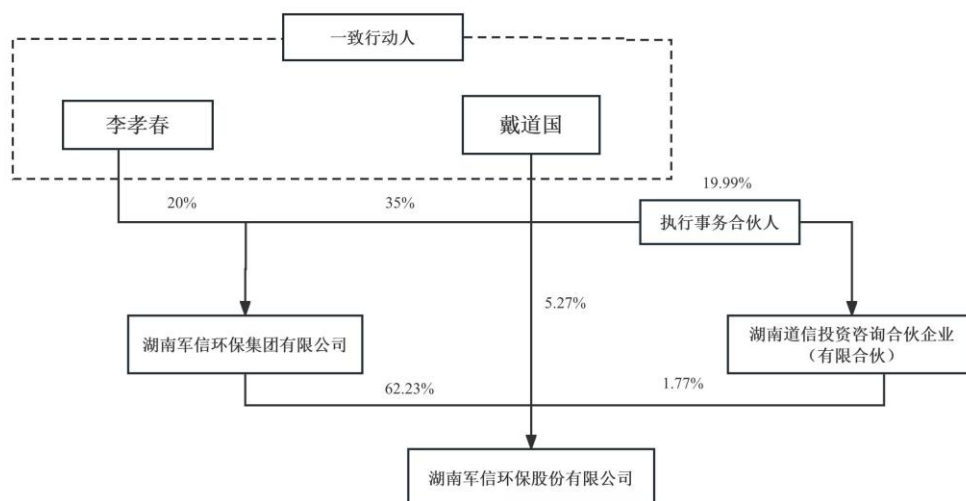 一致行动人
李孝春
戴道国
19.99%
20%
35%
执行事务合伙人
5.27%
湖南军信环保集团有限公司
湖南道信投资咨询合伙企业
（有限合伙）
62.23%
1.77%
湖南军信环保股份有限公司